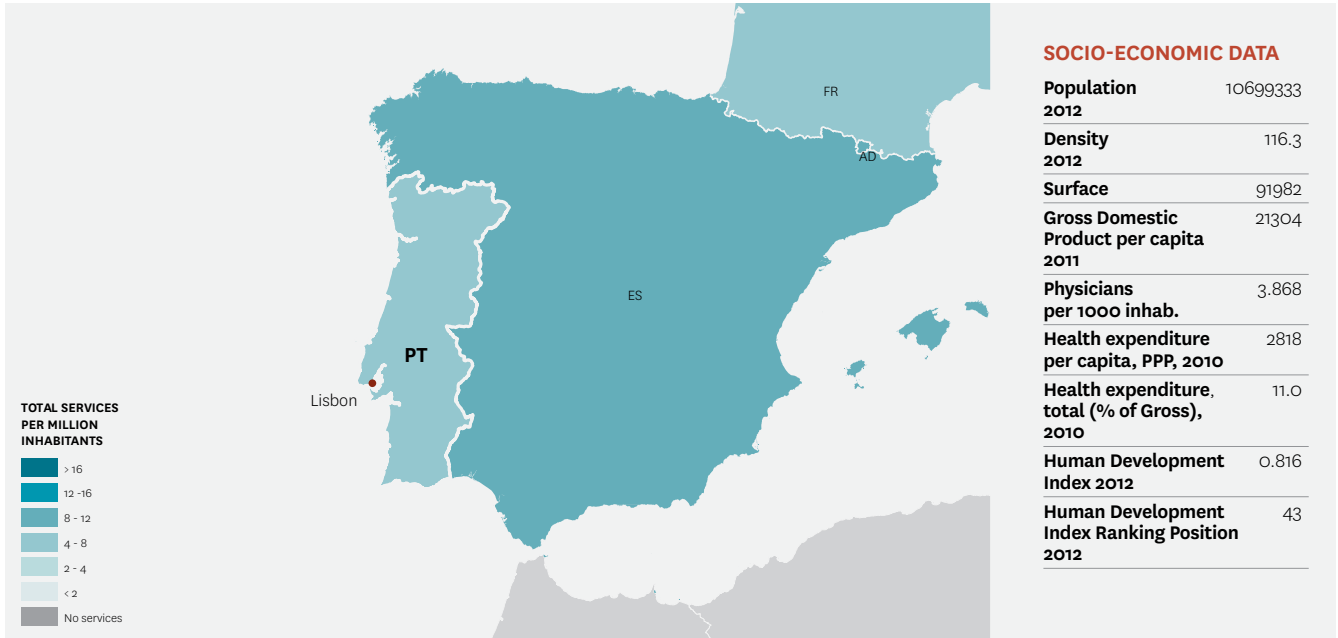 FR
AD
ES
PT
Lisbon
TOTAL SERVICES
PER MILLION
INHABITANTS
> 16
12 -16
8 - 12
4 - 8
2 - 4
< 2
No services
SOCIO-ECONOMIC DATA
Population 10699333
2012
Density 116.3
2012
Surface 91982
Gross Domestic 21304
Product per capita
2011
Physicians 3.868
per 1000 inhab.
Health expenditure 2818
per capita, PPP, 2010
Health expenditure, 11.0
total (% of Gross),
2010
Human Development 0.816
Index 2012
Human Development 43
Index Ranking Position
2012